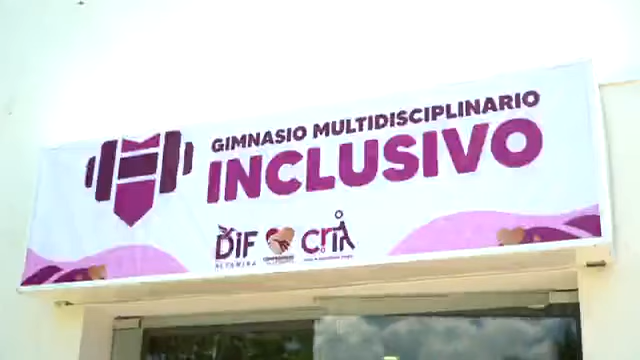 GIMNASIO MULTIDISCIPLINARIO
INCLUSIVO
DiF
ALTAMIRA
CRIA